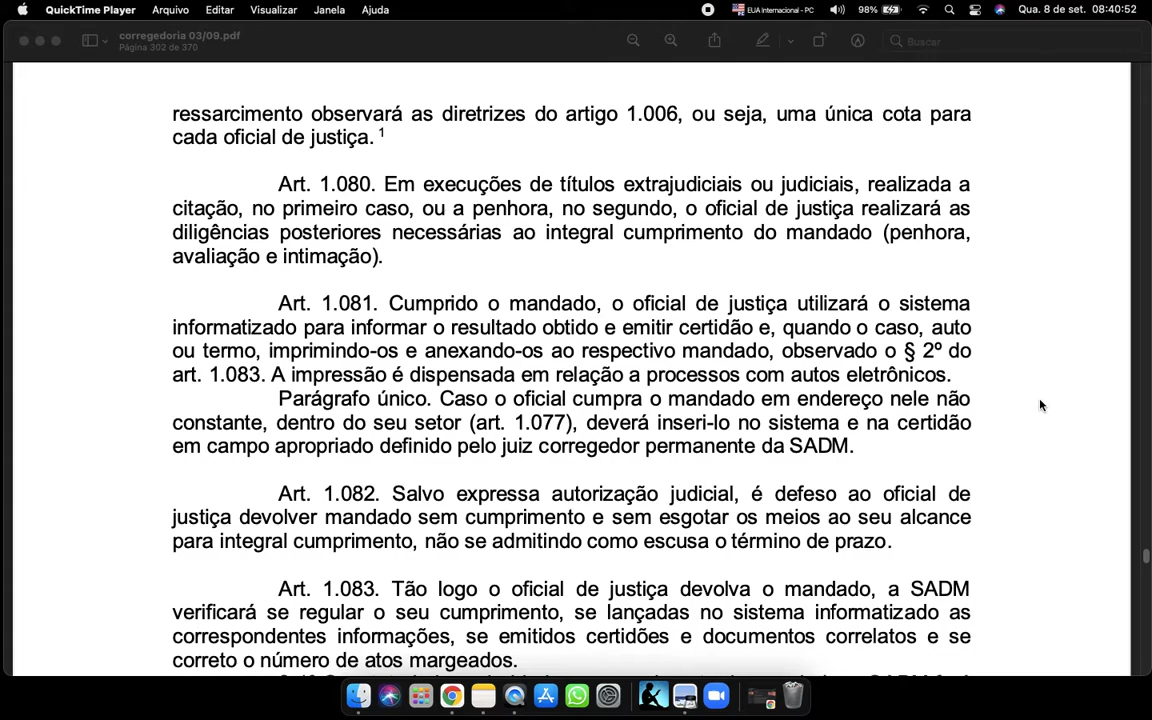 QuickTime Player Arquivo Editar Visualizar Janela Ajuda EUA Internacional - PC 98% Qua. 8 de set. 08:40:52
corregedoria 03/09.pdf
Página 302 de 370
Buscar
ressarcimento observará as diretrizes do artigo 1.006, ou seja, uma única cota para
cada oficial de justiça. ¹
Art. 1.080. Em execuções de títulos extrajudiciais ou judiciais, realizada a
citação, no primeiro caso, ou a penhora, no segundo, o oficial de justiça realizará as
diligências posteriores necessárias ao integral cumprimento do mandado (penhora,
avaliação e intimação).
Art. 1.081. Cumprido o mandado, o oficial de justiça utilizará o sistema
informatizado para informar o resultado obtido e emitir certidão e, quando o caso, auto
ou termo, imprimindo-os e anexando-os ao respectivo mandado, observado o § 2º do
art. 1.083. A impressão é dispensada em relação a processos com autos eletrônicos.
Parágrafo único. Caso o oficial cumpra o mandado em endereço nele não
constante, dentro do seu setor (art. 1.077), deverá inseri-lo no sistema e na certidão
em campo apropriado definido pelo juiz corregedor permanente da SADM.
Art. 1.082. Salvo expressa autorização judicial, é defeso ao oficial de
justiça devolver mandado sem cumprimento e sem esgotar os meios ao seu alcance
para integral cumprimento, não se admitindo como escusa o término de prazo.
Art. 1.083. Tão logo o oficial de justiça devolva o mandado, a SADM
verificará se regular o seu cumprimento, se lançadas no sistema informatizado as
correspondentes informações, se emitidos certidões e documentos correlatos e se
correto o número de atos margeados.